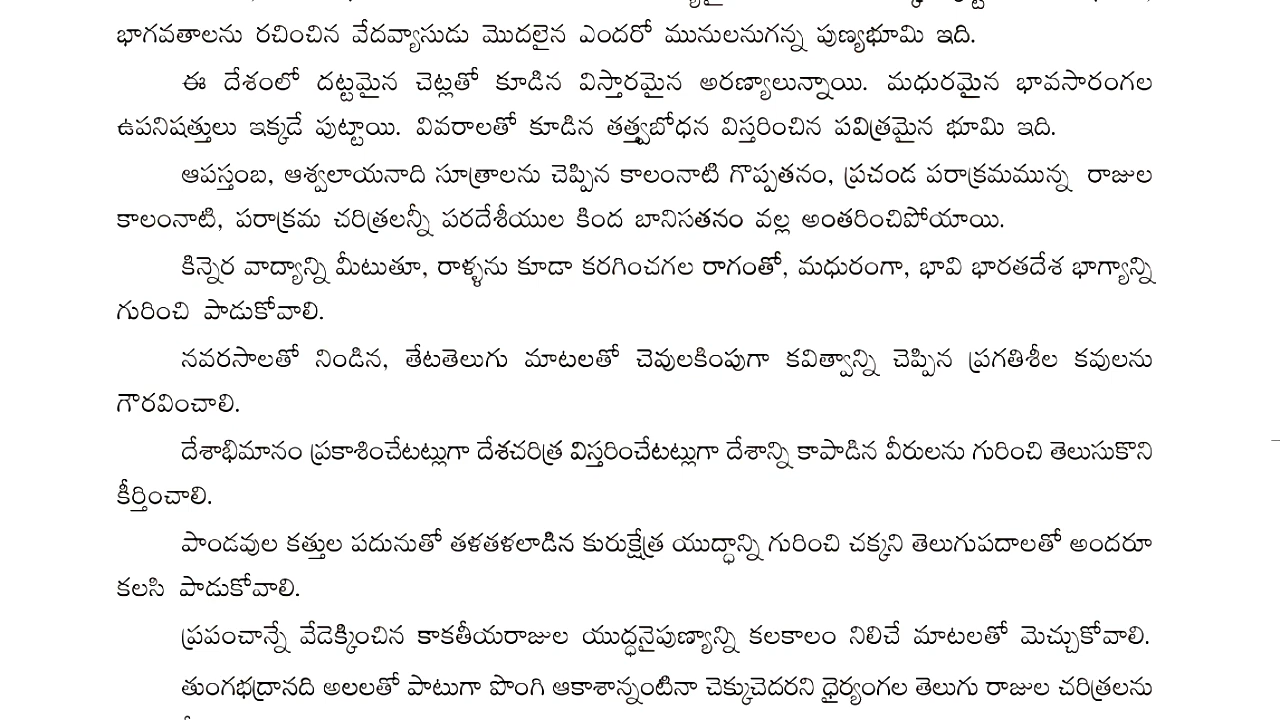 భాగవతాలను రచించిన వేదవ్యాసుడు మొదలైన ఎందరో మునులనుగన్న పుణ్యభూమి ఇది.
ఈ దేశంలో దట్టమైన చెట్లతో కూడిన విస్తారమైన అరణ్యాలున్నాయి. మధురమైన భావసారంగల
ఉపనిషత్తులు ఇక్కడే పుట్టాయి. వివరాలతో కూడిన తత్త్వబోధన విస్తరించిన పవిత్రమైన భూమి ఇది.
ఆపస్తంబ, ఆశ్వలాయనాది సూత్రాలను చెప్పిన కాలంనాటి గొప్పతనం, ప్రచండ పరాక్రమమున్న రాజుల
కాలంనాటి, పరాక్రమ చరిత్రలన్నీ పరదేశీయుల కింద బానిసతనం వల్ల అంతరించిపోయాయి.
కిన్నెర వాద్యాన్ని మీటుతూ, రాళ్ళను కూడా కరగించగల రాగంతో, మధురంగా, భావి భారతదేశ భాగ్యాన్ని
గురించి పాడుకోవాలి.
నవరసాలతో నిండిన, తేటతెలుగు మాటలతో చెవులకింపుగా కవిత్వాన్ని చెప్పిన ప్రగతిశీల కవులను
గౌరవించాలి.
దేశాభిమానం ప్రకాశించేటట్లుగా దేశచరిత్ర విస్తరించేటట్లుగా దేశాన్ని కాపాడిన వీరులను గురించి తెలుసుకొని
కీర్తించాలి.
పాండవుల కత్తుల పదునుతో తళతళలాడిన కురుక్షేత్ర యుద్ధాన్ని గురించి చక్కని తెలుగుపదాలతో అందరూ
కలసి పాడుకోవాలి.
ప్రపంచాన్నే వేడెక్కించిన కాకతీయరాజుల యుద్ధనైపుణ్యాన్ని కలకాలం నిలిచే మాటలతో మెచ్చుకోవాలి.
తుంగభద్రానది అలలతో పాటుగా పొంగి ఆకాశాన్నంటినా చెక్కుచెదరని ధైర్యంగల తెలుగు రాజుల చరిత్రలను